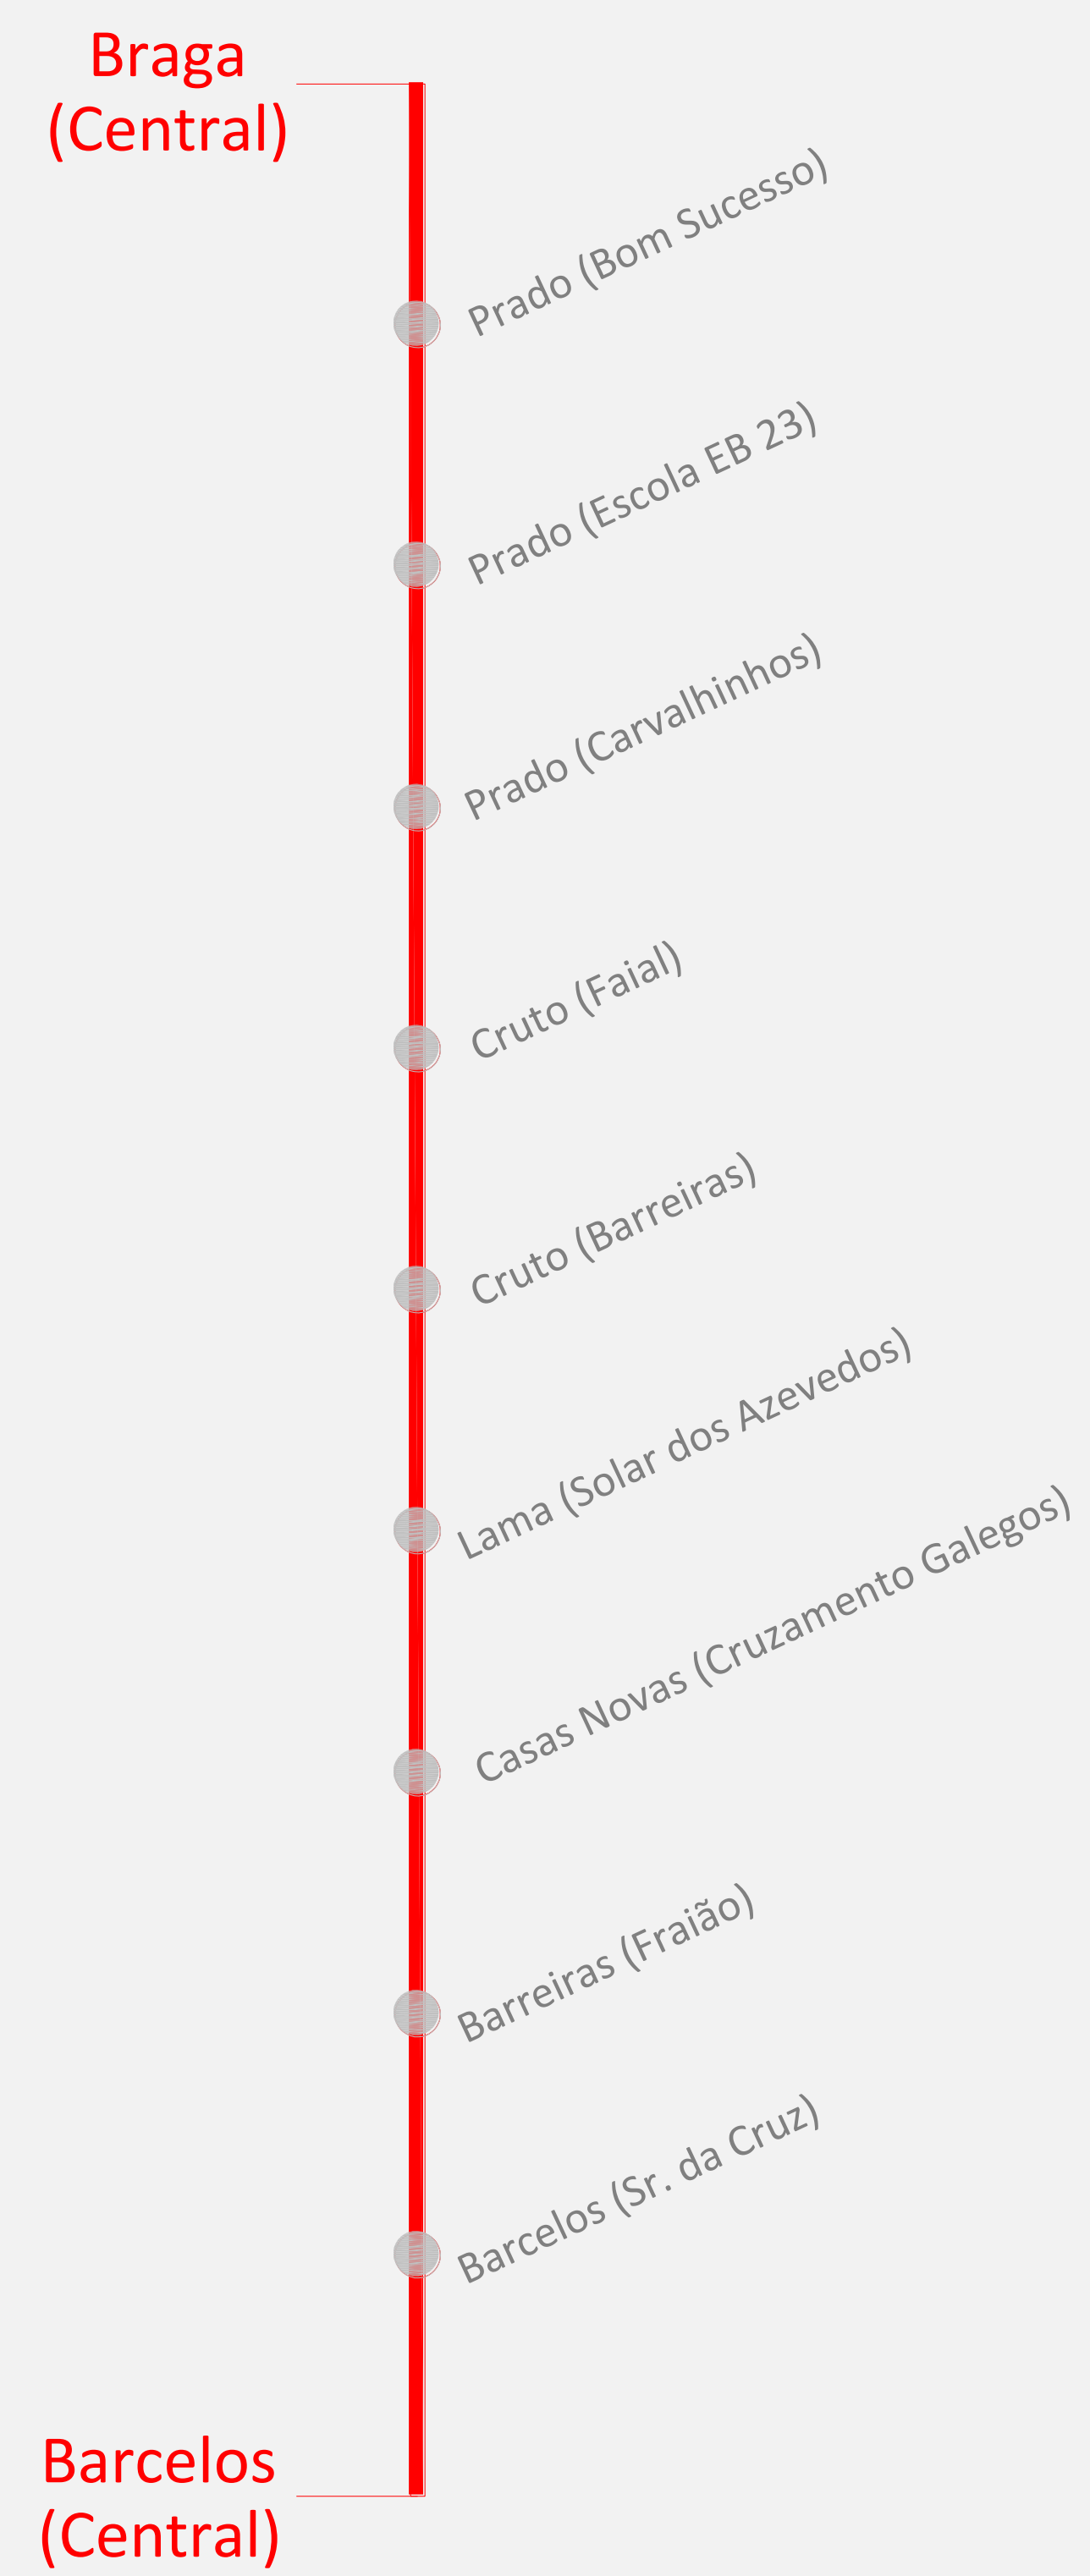 Braga
(Central)
Prado (Bom Sucesso)
Prado (Escola EB 23)
Prado (Carvalhinhos)
Cruto (Faial)
Cruto (Barreiras)
Lama (Solar dos Azevedos)
Casas Novas (Cruzamento Galegos)
Barreiras (Fraião)
Barcelos (Sr. da Cruz)
Barcelos
(Central)